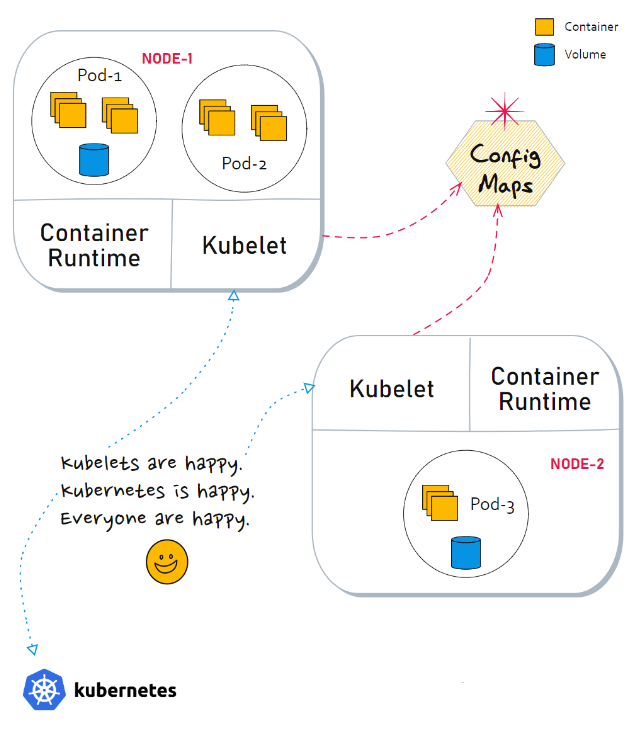 Container
Volume
NODE-1
Pod-1
Pod-2
Container
Runtime
Kubelet
Config
Maps
Kubelet
Container
Runtime
NODE-2
Pod-3
Kubelets are happy.
Kubernetes is happy.
Everyone are happy.
kubernetes